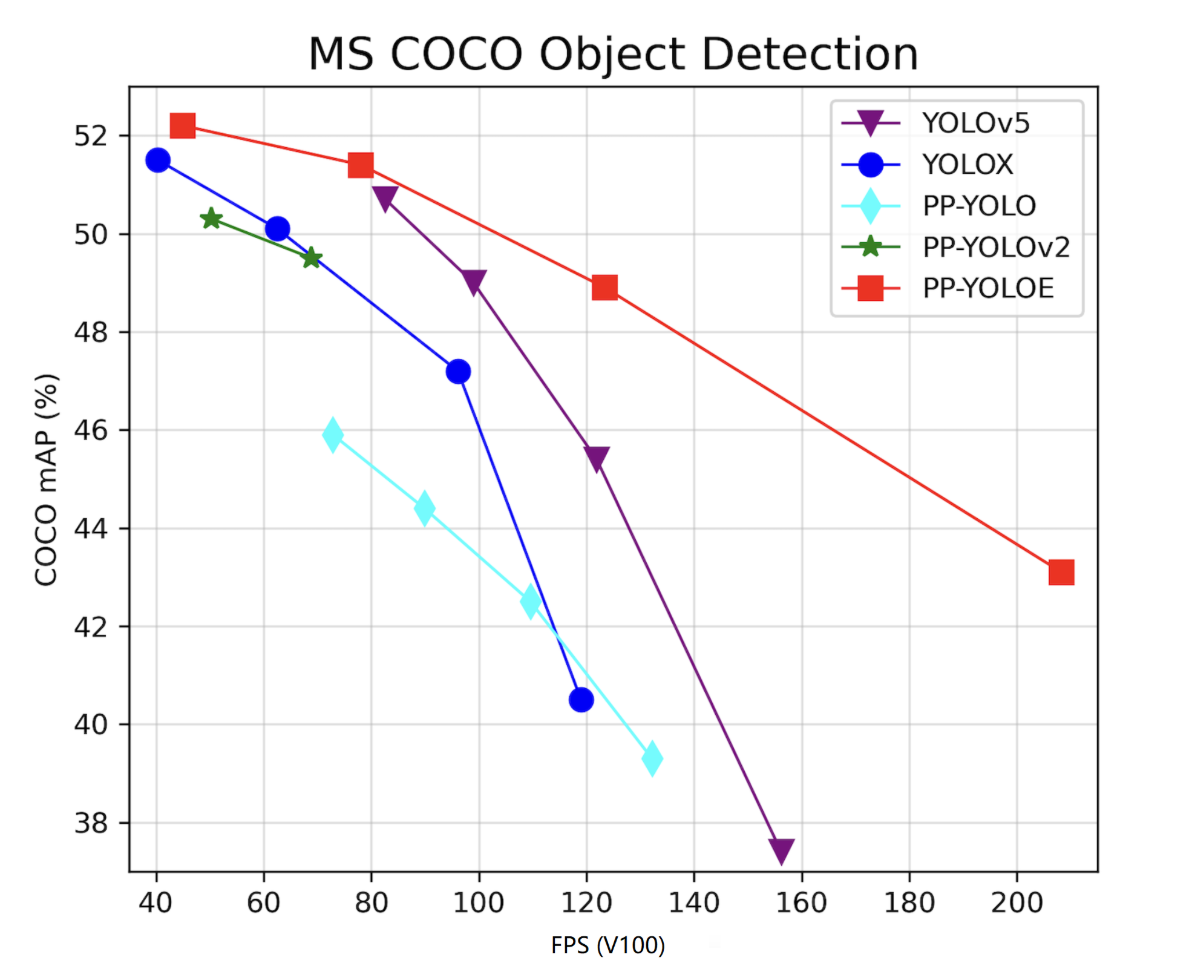 MS COCO Object Detection
YOLOv5
YOLOX
PP-YOLO
PP-YOLOv2
PP-YOLOE
COCO mAP (%)
52
50
48
46
44
42
40
38
40 60 80 100 120 140 160 180 200
FPS (V100)